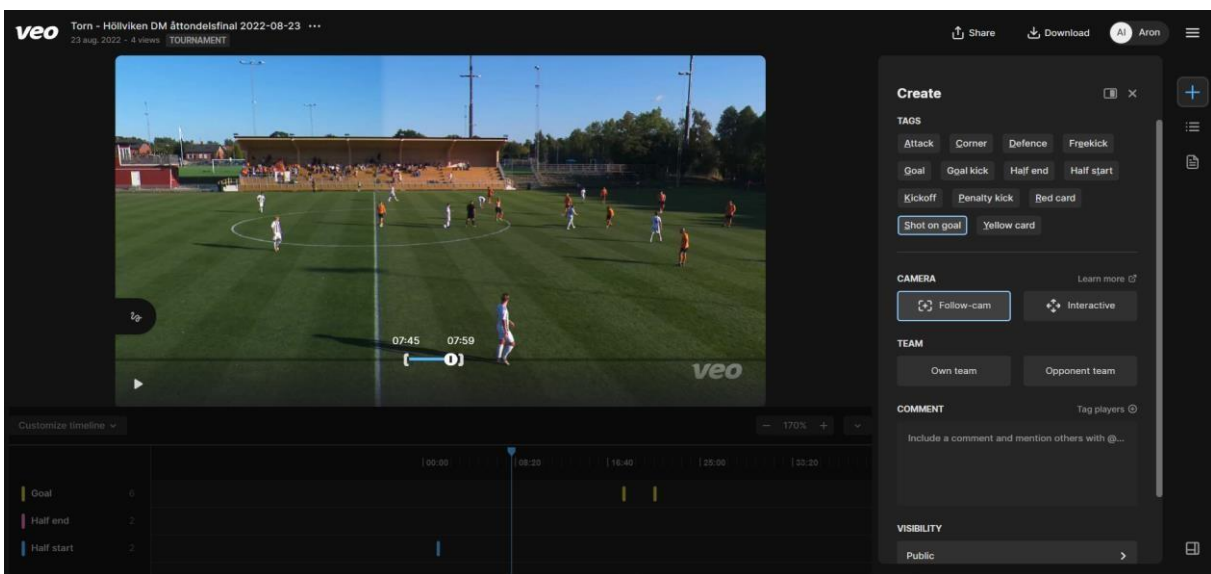 veo Torn - Höllviken DM åttondelsfinal 2022-08-23 ...
23 aug. 2022 - 4 views TOURNAMENT
Share Download AI Aron
Create
TAGS
Attack Corner Defence Freekick
Goal Goal kick Half end Half start
Kickoff Penalty kick Red card
Shot on goal Yellow card
CAMERA Learn more
Follow-cam Interactive
TEAM
Own team Opponent team
COMMENT Tag players
Include a comment and mention others with @...
VISIBILITY
Public
07:45 07:59
veo
Customize timeline 170%
00:00 08:20 16:40 25:00 33:20
Goal 6
Half end 2
Half start 2